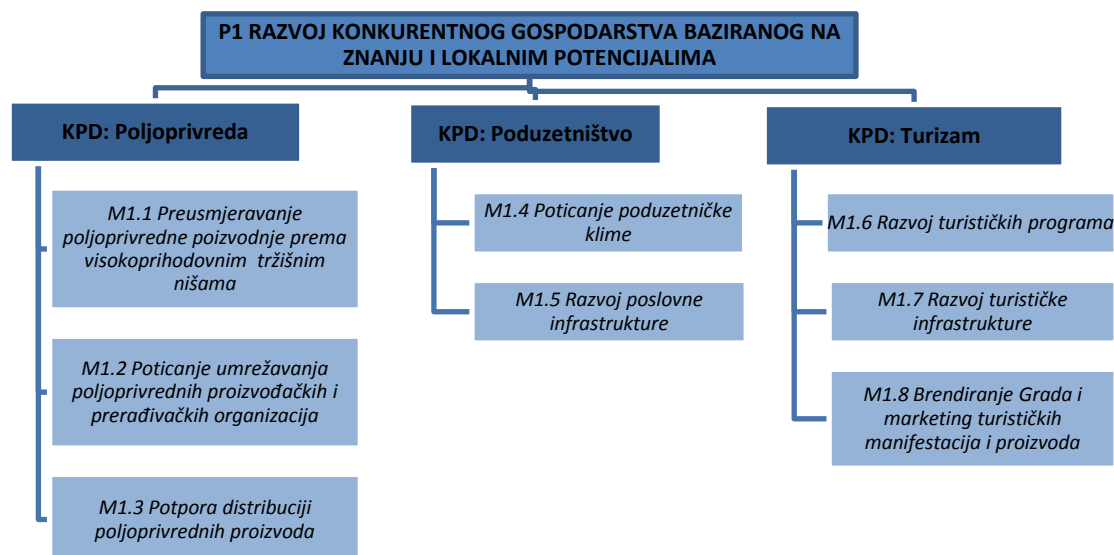 P1 RAZVOJ KONKURENTNOG GOSPODARSTVA BAZIRANOG NA
ZNANJU I LOKALNIM POTENCIJALIMA
KPD: Poljoprivreda
M1.1 Preusmjeravanje
poljoprivredne poizvodnje prema
visokoprihodovnim tržišnim
nišama
M1.2 Poticanje umrežavanja
poljoprivrednih proizvođačkih i
prerađivačkih organizacija
M1.3 Potpora distribuciji
poljoprivrednih proizvoda
KPD: Poduzetništvo
M1.4 Poticanje poduzetničke
klime
M1.5 Razvoj poslovne
infrastrukture
KPD: Turizam
M1.6 Razvoj turističkih programa
M1.7 Razvoj turističke
infrastrukture
M1.8 Brendiranje Grada i
marketing turističkih
manifestacija i proizvoda